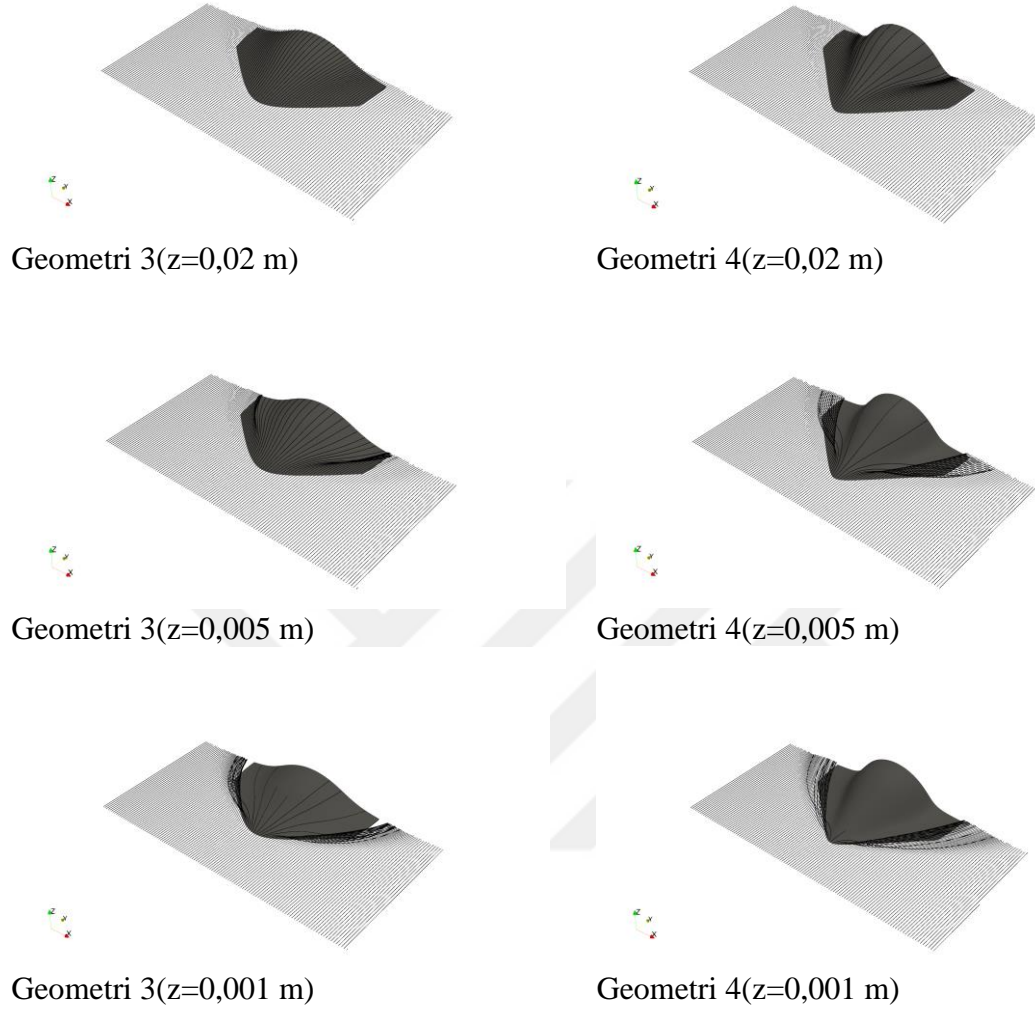 Geometri 3(z=0,02 m)
Geometri 4(z=0,02 m)
Geometri 3(z=0,005 m)
Geometri 4(z=0,005 m)
Geometri 3(z=0,001 m)
Geometri 4(z=0,001 m)